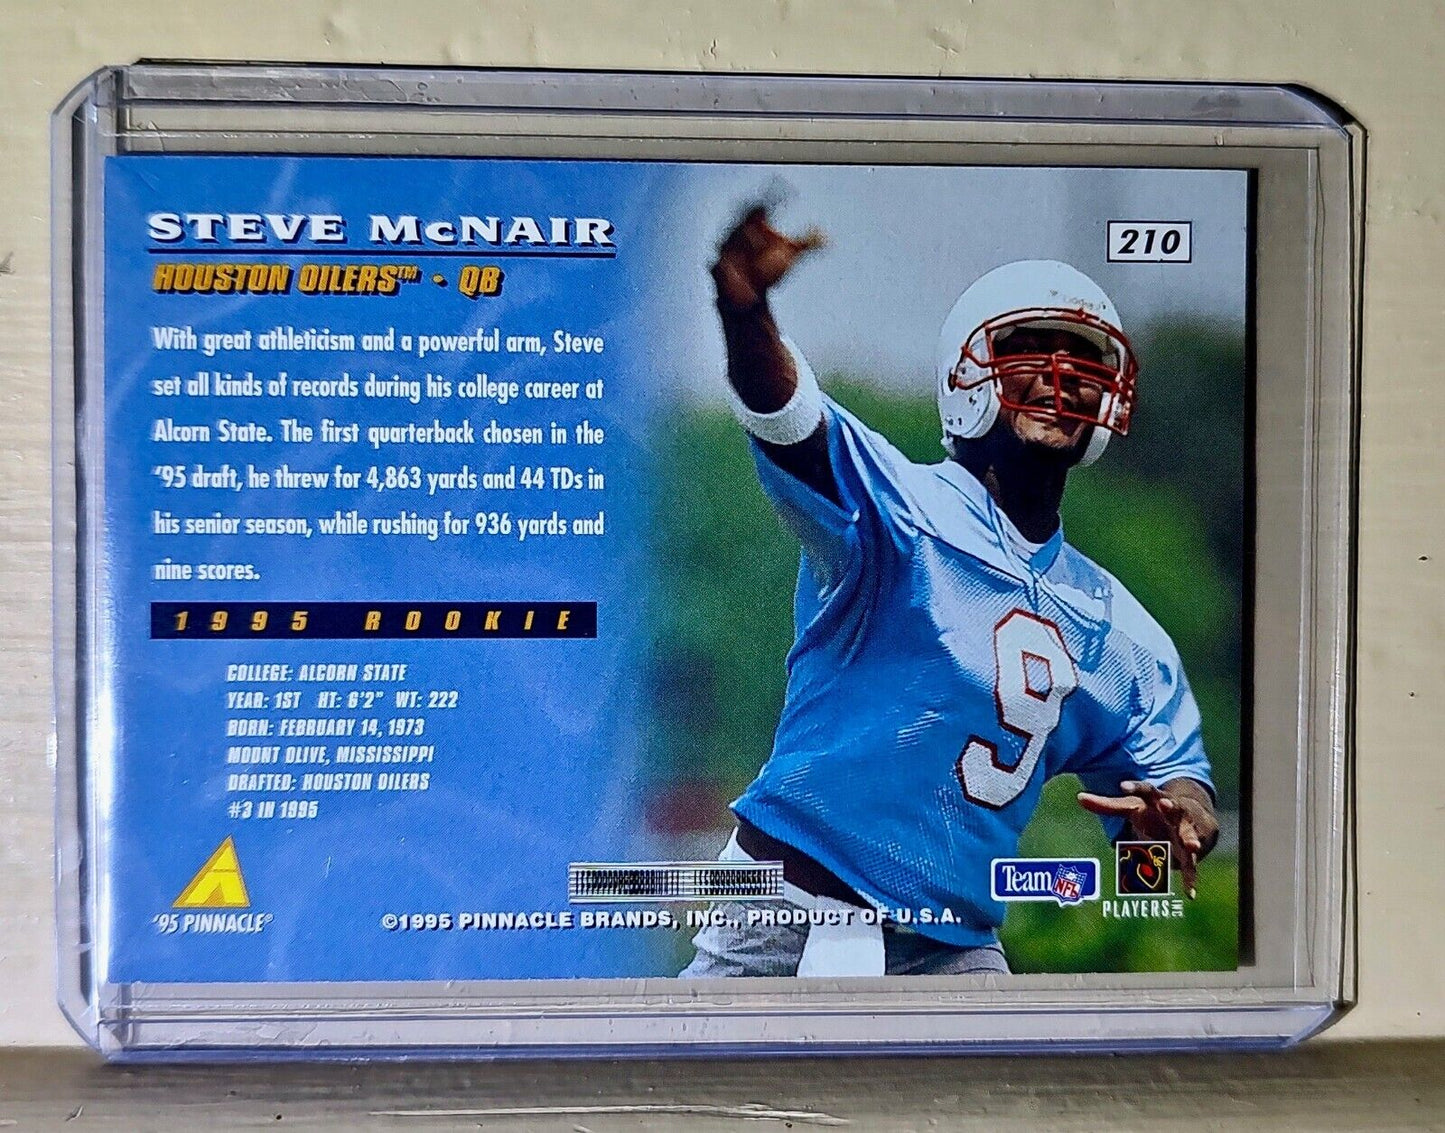 STEVE McNAIR
HOUSTON OILERS™ • QB
210
With great athleticism and a powerful arm, Steve
set all kinds of records during his college career at
Alcorn State. The first quarterback chosen in the
'95 draft, he threw for 4,863 yards and 44 TDs in
his senior season, while rushing for 936 yards and
nine scores.
1995 ROOKIE
COLLEGE: ALCORN STATE
YEAR: 1ST HT: 6'2" WT: 222
BORN: FEBRUARY 14, 1973
MOUNT OLIVE, MISSISSIPPI
DRAFTED: HOUSTON OILERS
#3 IN 1995
'95 PINNACLE®
©1995 PINNACLE BRANDS, INC., PRODUCT OF U.S.A.
Team NFL
PLAYERS INC
9